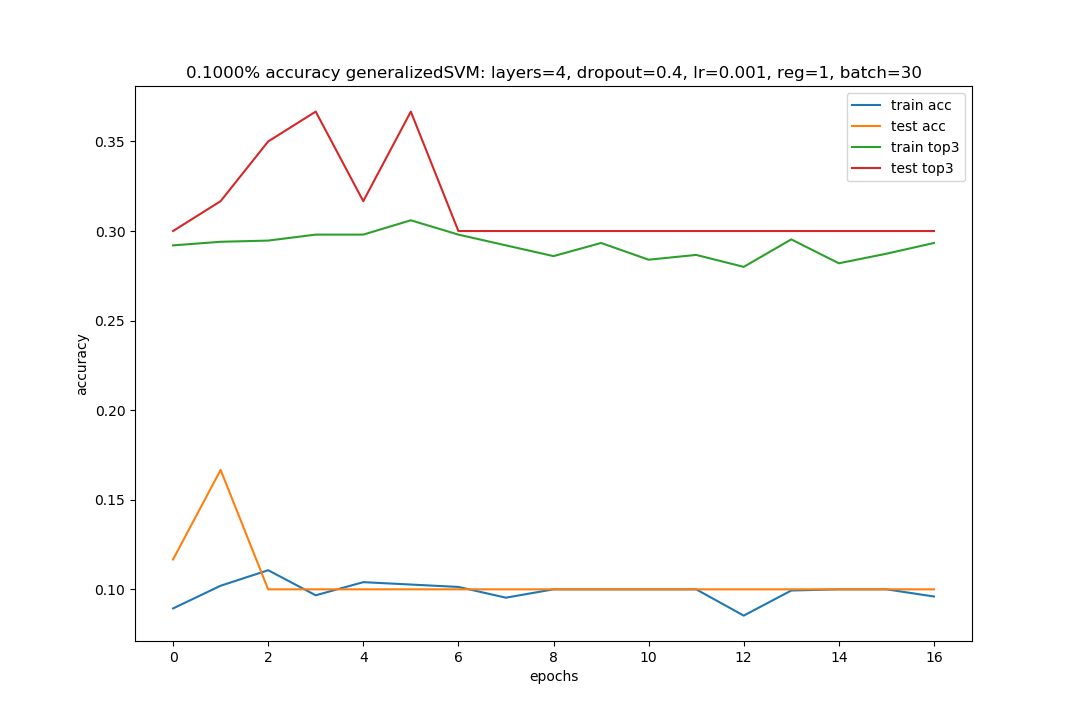 0.1000% accuracy generalizedSVM: layers=4, dropout=0.4, lr=0.001, reg=1, batch=30
train acc
test acc
train top3
test top3
0.35
0.30
0.25
0.20
0.15
0.10
accuracy
0 2 4 6 8 10 12 14 16
epochs